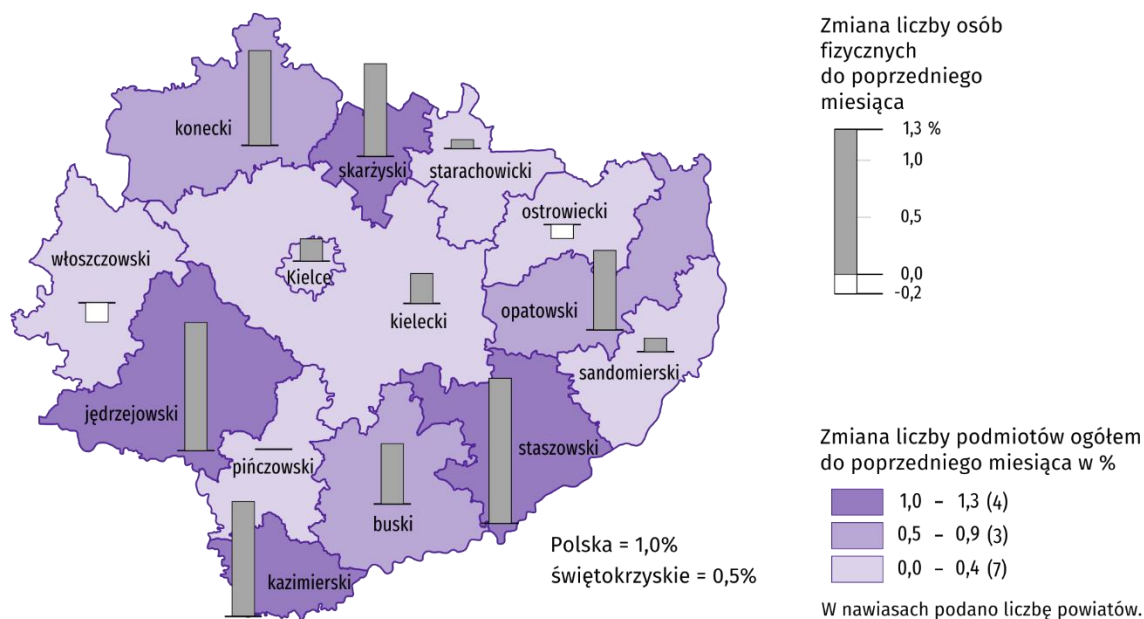 Zmiana liczby osób
fizycznych
do poprzedniego
miesiąca
1,3 %
1,0
0,5
0,0
-0,2
konecki
skarżyski
starachowicki
ostrowiecki
włoszczowski
Kielce
kielecki
opatowski
sandomierski
jędrzejowski
staszowski
pińczowski
buski
kazimierski
Polska = 1,0%
świętokrzyskie = 0,5%
Zmiana liczby podmiotów ogółem
do poprzedniego miesiąca w %
1,0 – 1,3 (4)
0,5 – 0,9 (3)
0,0 – 0,4 (7)
W nawiasach podano liczbę powiatów.